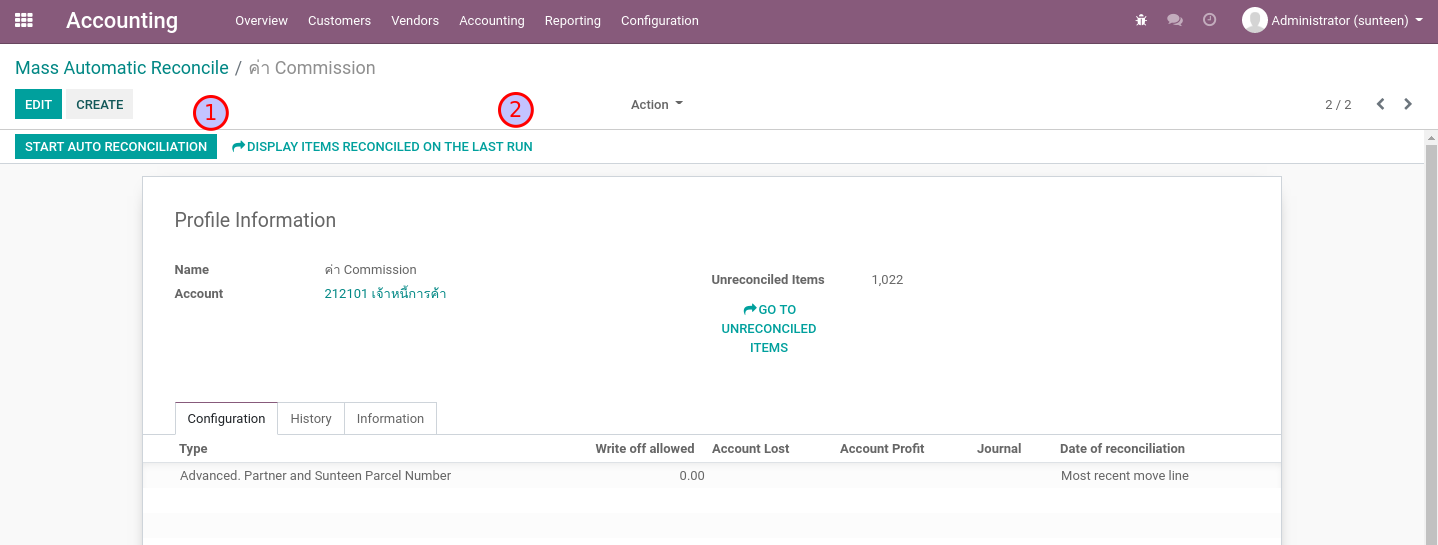 Accounting Overview Customers Vendors Accounting Reporting Configuration Administrator (sunteen)
Mass Automatic Reconcile / ค่า Commission
EDIT CREATE 1 2 Action 2 / 2
START AUTO RECONCILIATION DISPLAY ITEMS RECONCILED ON THE LAST RUN
Profile Information
Name ค่า Commission
Unreconciled Items 1,022
Account 212101 เจ้าหนี้การค้า
GO TO
UNRECONCILED
ITEMS
Configuration History Information
Type Write off allowed Account Lost Account Profit Journal Date of reconciliation
Advanced. Partner and Sunteen Parcel Number 0.00 Most recent move line